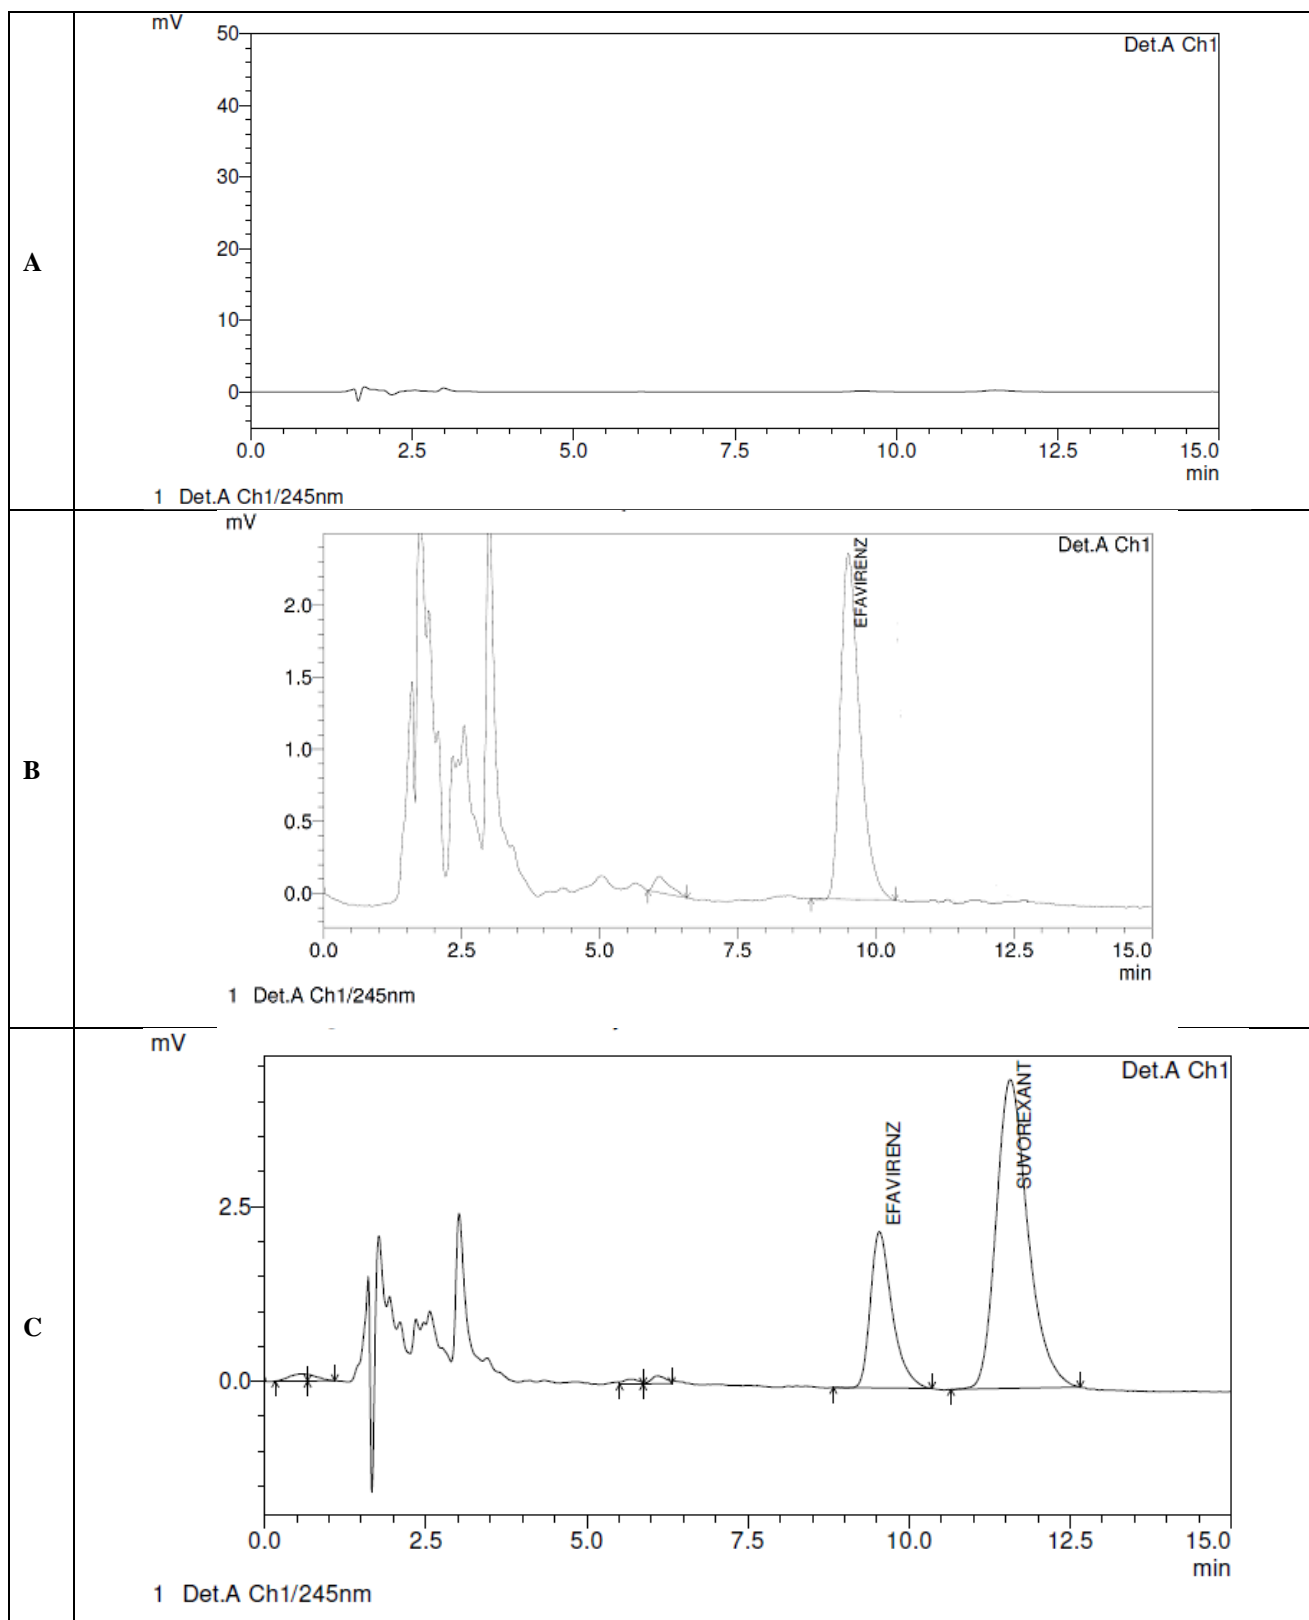 A
mV
Det.A Ch1
50
40
30
20
10
0
0.0 2.5 5.0 7.5 10.0 12.5 15.0
min
1 Det.A Ch1/245nm
B
mV
Det.A Ch1
EFAVIRENZ
2.0
1.5
1.0
0.5
0.0
0.0 2.5 5.0 7.5 10.0 12.5 15.0
min
1 Det.A Ch1/245nm
C
mV
Det.A Ch1
SUVOREXANT
EFAVIRENZ
2.5
0.0
0.0 2.5 5.0 7.5 10.0 12.5 15.0
min
1 Det.A Ch1/245nm